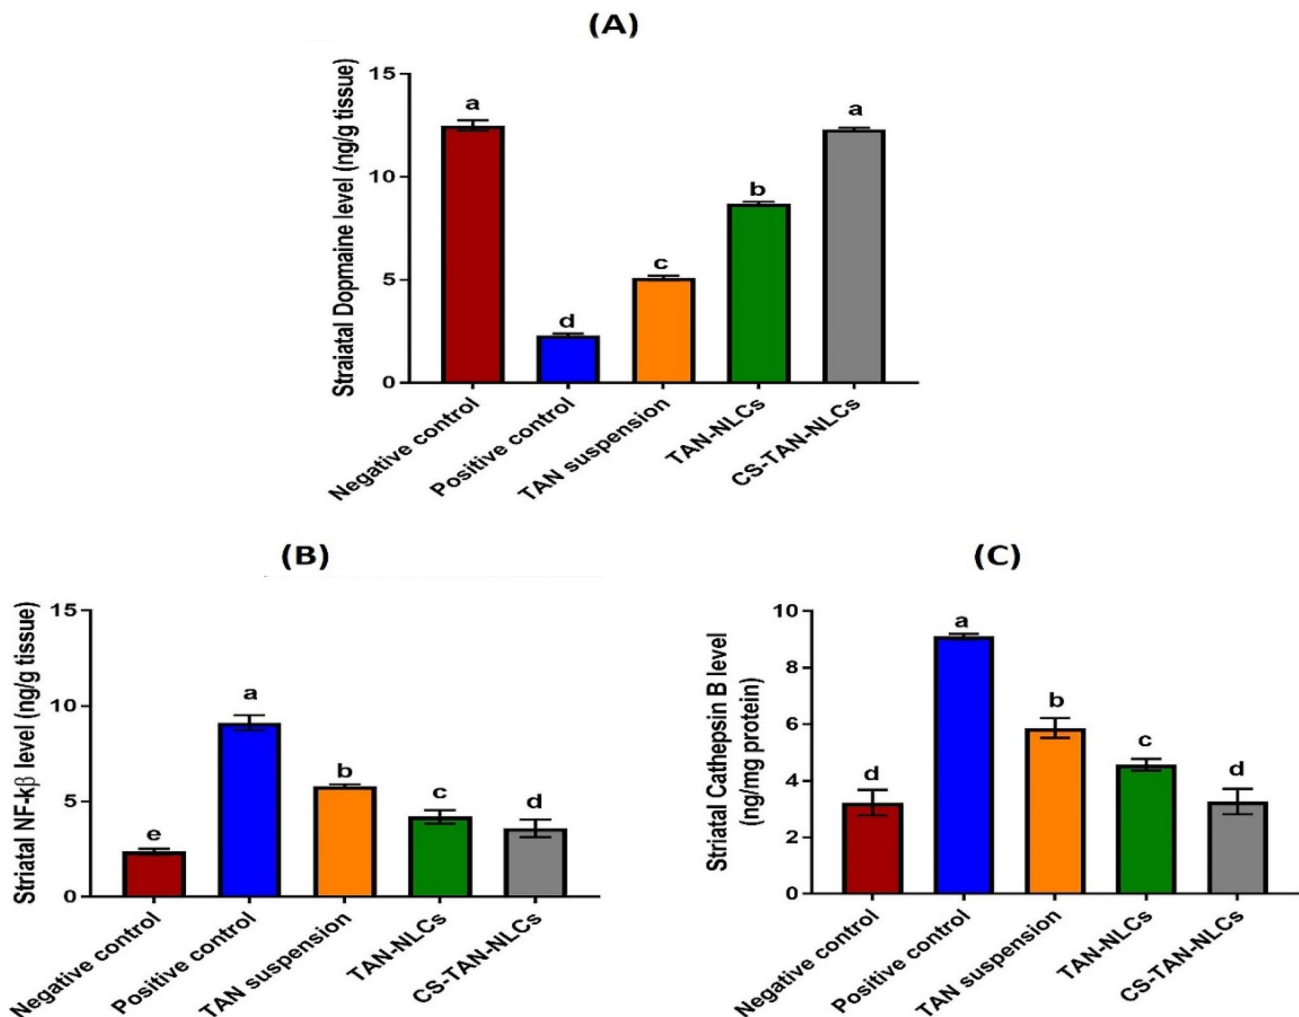 (A)
Straiatal Dopmaine level (ng/g tissue)
15
10
5
0
a
d
c
b
a
Negative control
Positive control
TAN suspension
TAN-NLCs
CS-TAN-NLCs
(B)
Striatal NF-kβ level (ng/g tissue)
15
10
5
0
e
a
b
c
d
Negative control
Positive control
TAN suspension
TAN-NLCs
CS-TAN-NLCs
(C)
Striatal Cathepsin B level
(ng/mg protein)
10
8
6
4
2
0
d
a
b
c
d
Negative control
Positive control
TAN suspension
TAN-NLCs
CS-TAN-NLCs